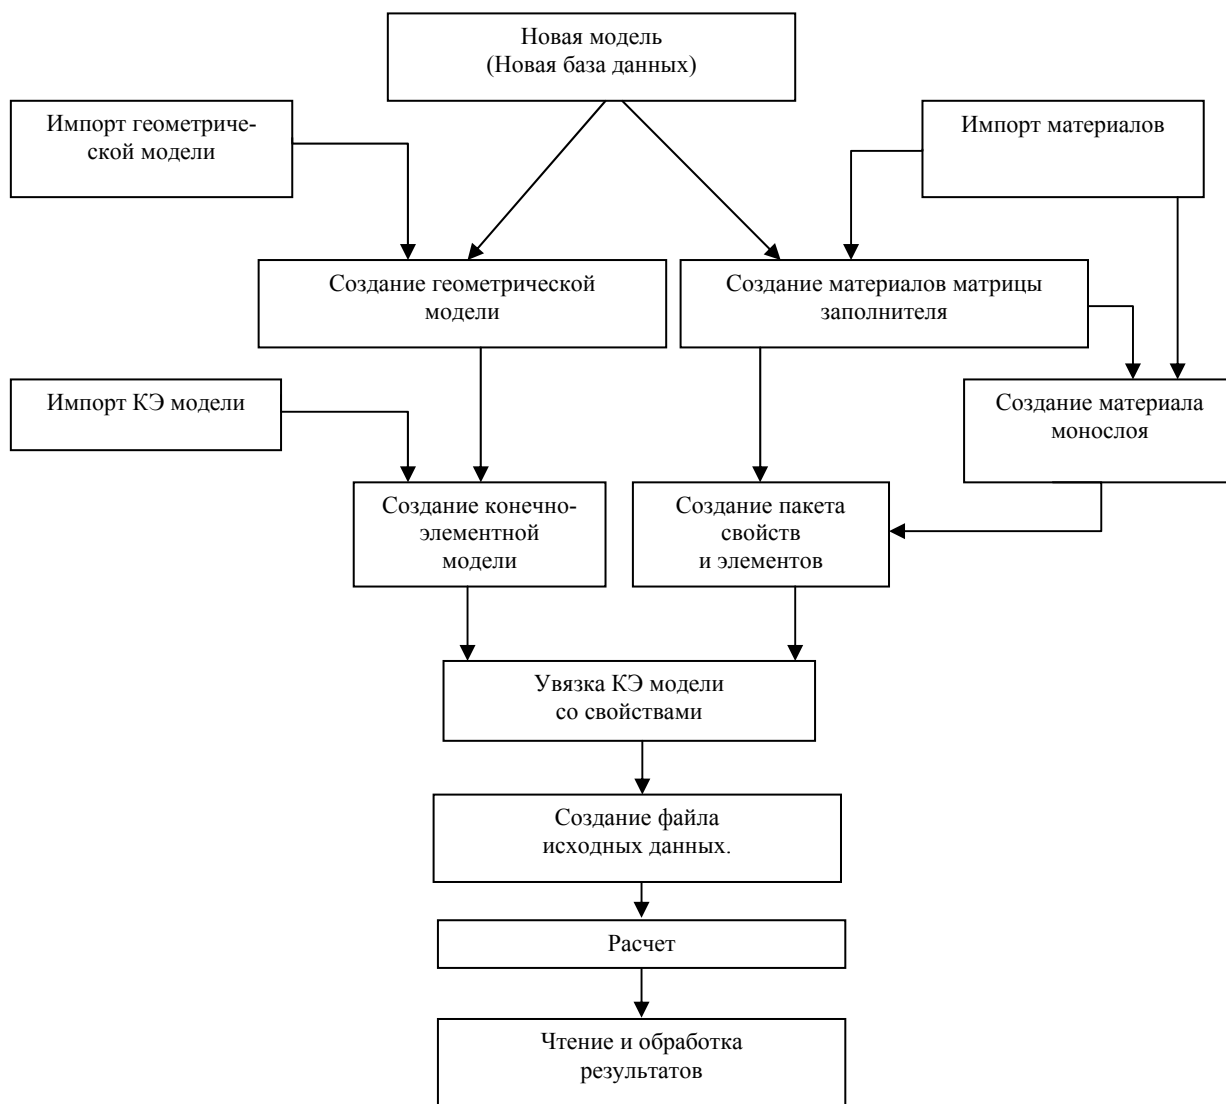 Новая модель
(Новая база данных)
Импорт геометриче-
ской модели
Импорт материалов
Создание геометрической
модели
Создание материалов матрицы
заполнителя
Импорт КЭ модели
Создание материала
монослоя
Создание конечно-
элементной
модели
Создание пакета
свойств
и элементов
Увязка КЭ модели
со свойствами
Создание файла
исходных данных.
Расчет
Чтение и обработка
результатов